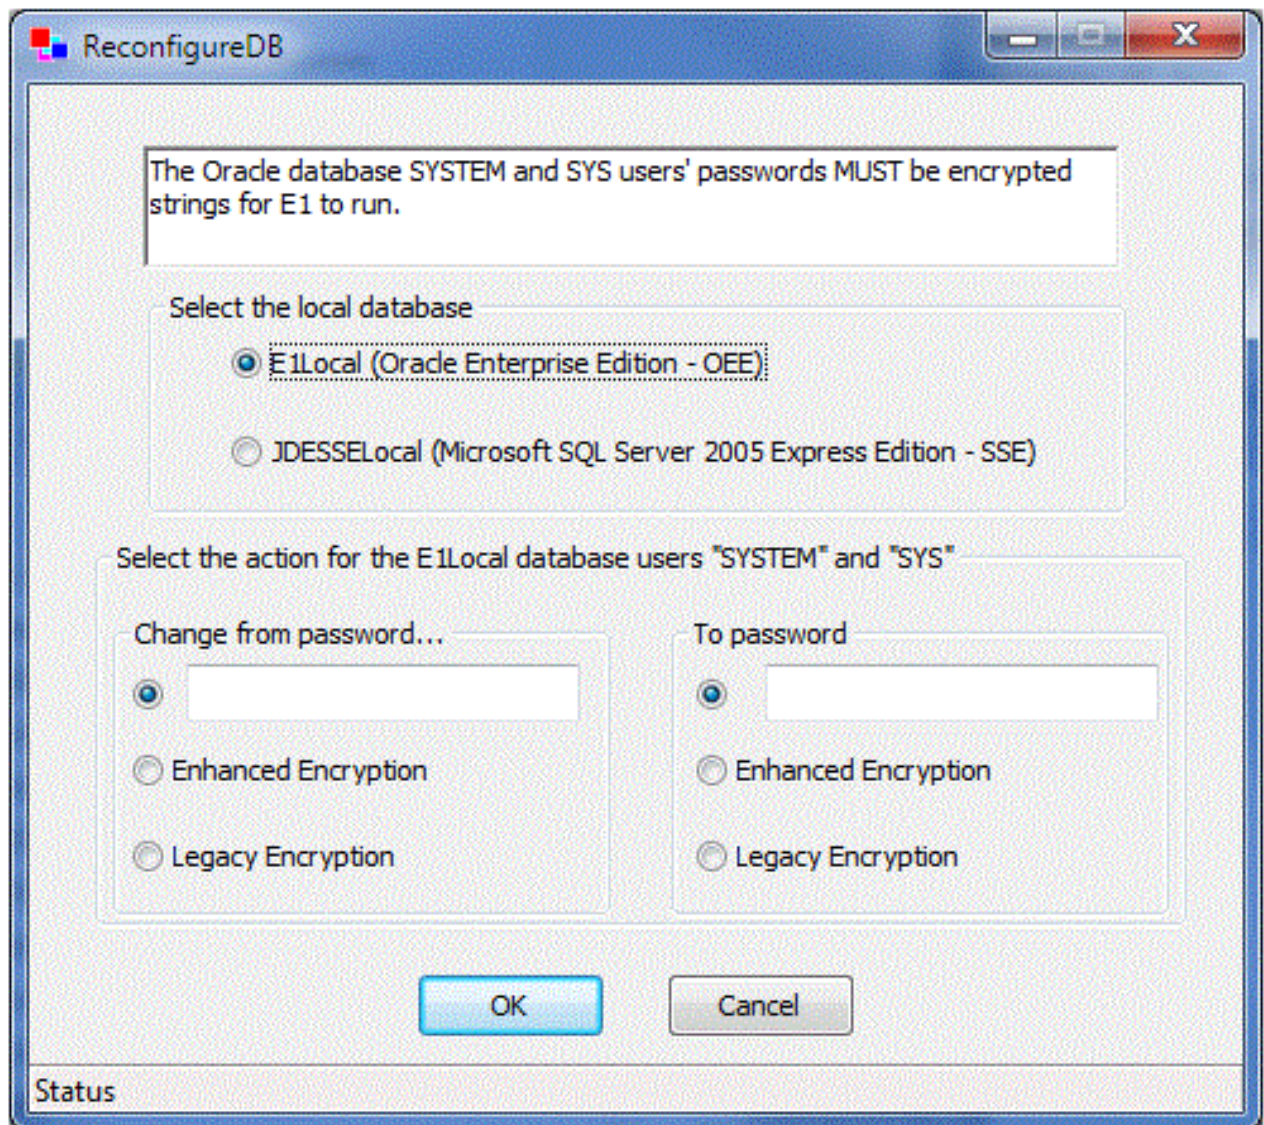 ReconfigureDB
The Oracle database SYSTEM and SYS users' passwords MUST be encrypted
strings for E1 to run.
Select the local database
E1Local (Oracle Enterprise Edition - OEE)
JDESSELocal (Microsoft SQL Server 2005 Express Edition - SSE)
Select the action for the E1Local database users "SYSTEM" and "SYS"
Change from password...
To password
Enhanced Encryption
Enhanced Encryption
Legacy Encryption
Legacy Encryption
OK
Cancel
Status